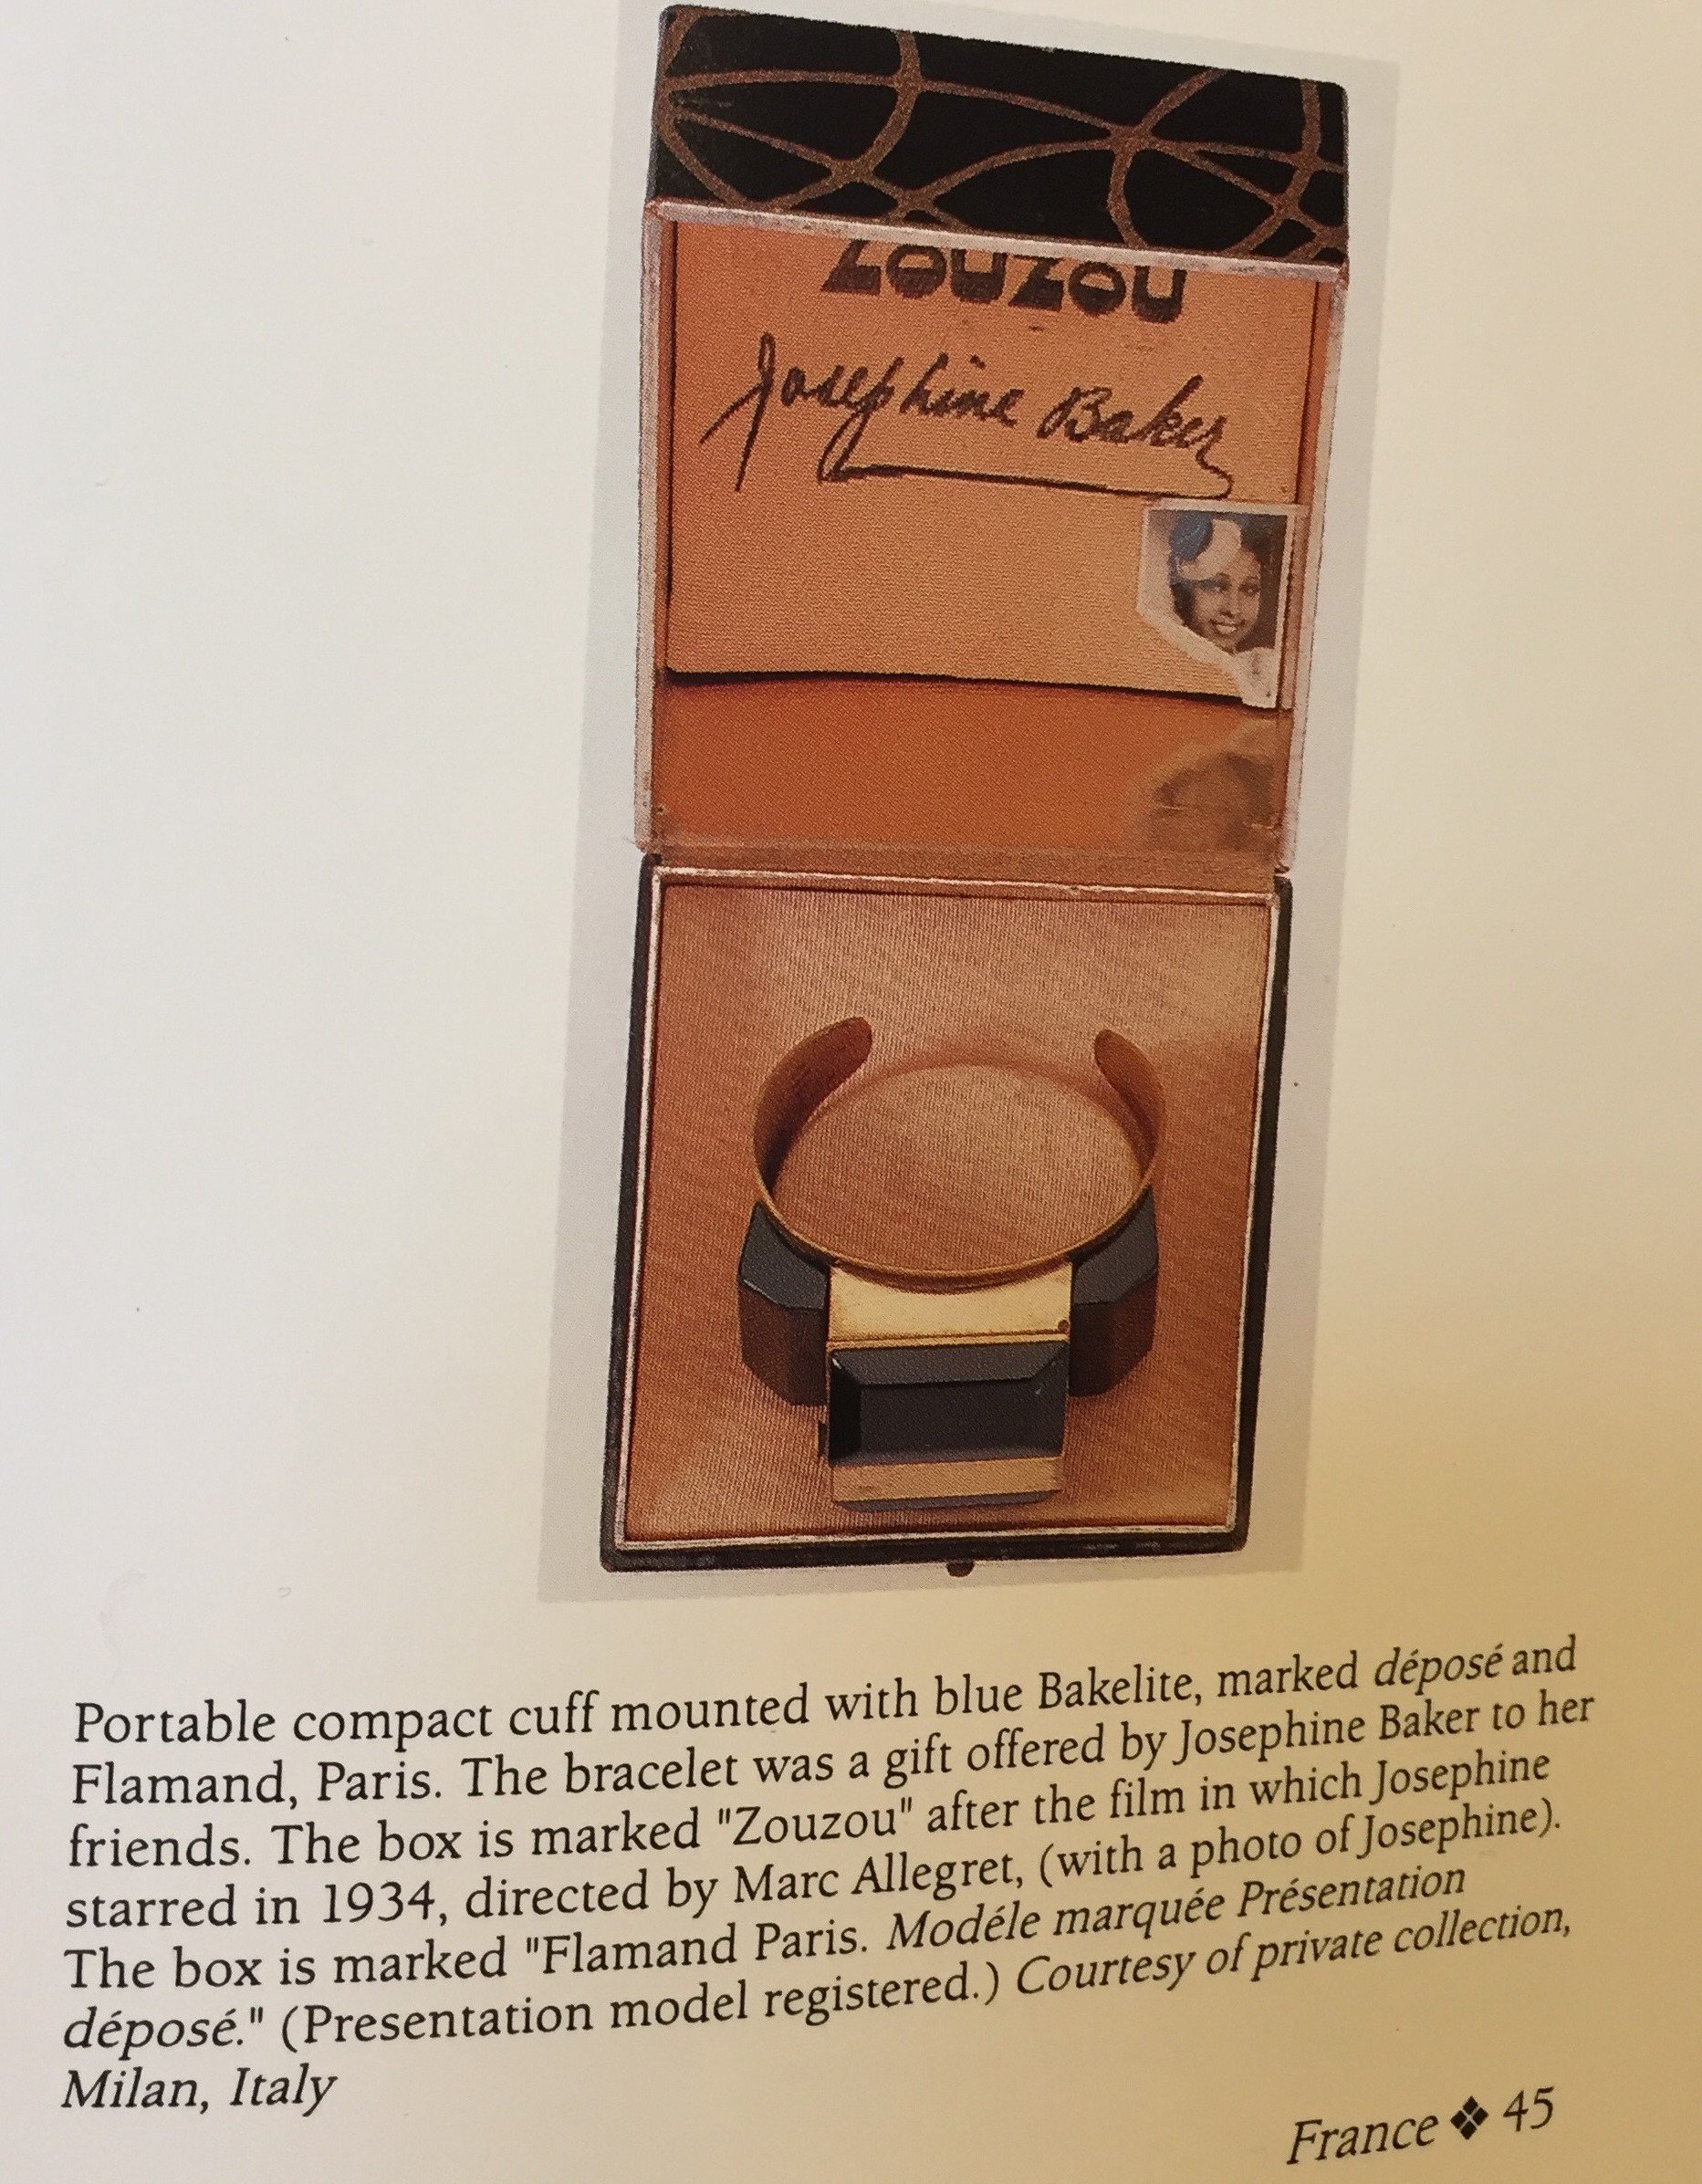 Zouzou
Josephine Baker
Portable compact cuff mounted with blue Bakelite, marked déposé and
Flamand, Paris. The bracelet was a gift offered by Josephine Baker to her
friends. The box is marked "Zouzou" after the film in which Josephine
starred in 1934, directed by Marc Allegret, (with a photo of Josephine).
The box is marked "Flamand Paris. Modéle marquée Présentation
déposé." (Presentation model registered.) Courtesy of private collection,
Milan, Italy
France ❖ 45